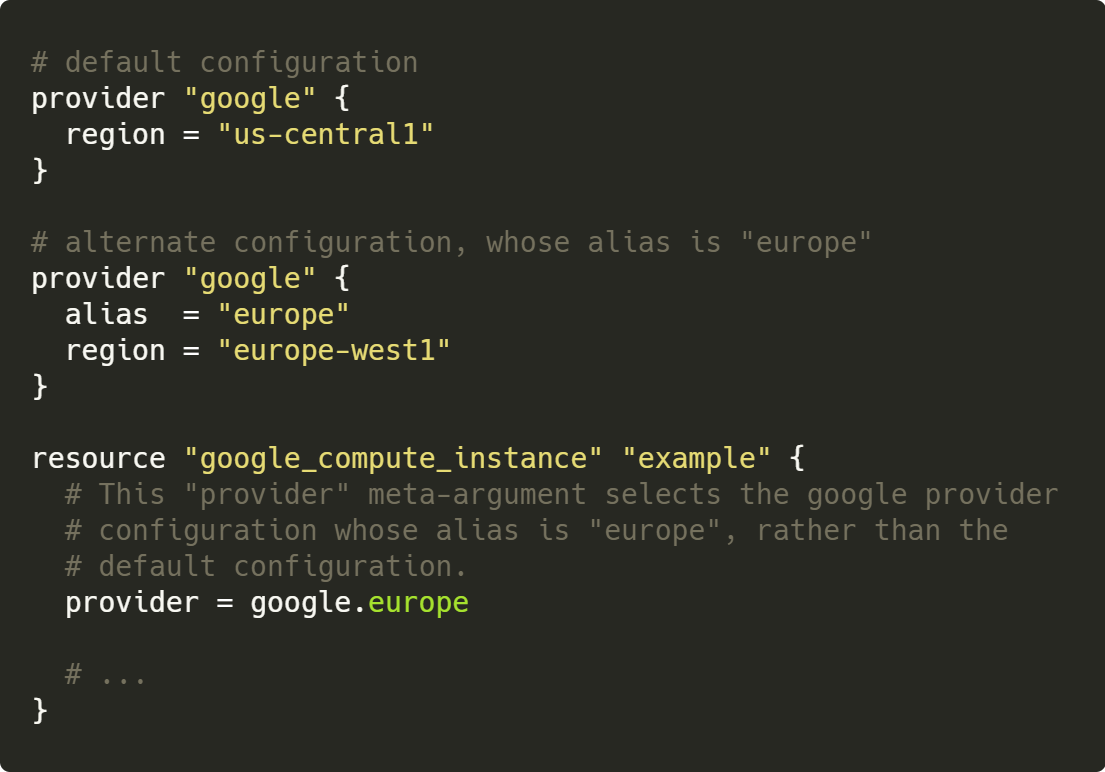 # default configuration
provider "google" {
  region = "us-central1"
}

# alternate configuration, whose alias is "europe"
provider "google" {
  alias  = "europe"
  region = "europe-west1"
}

resource "google_compute_instance" "example" {
  # This "provider" meta-argument selects the google provider
  # configuration whose alias is "europe", rather than the
  # default configuration.
  provider = google.europe

  # ...
}